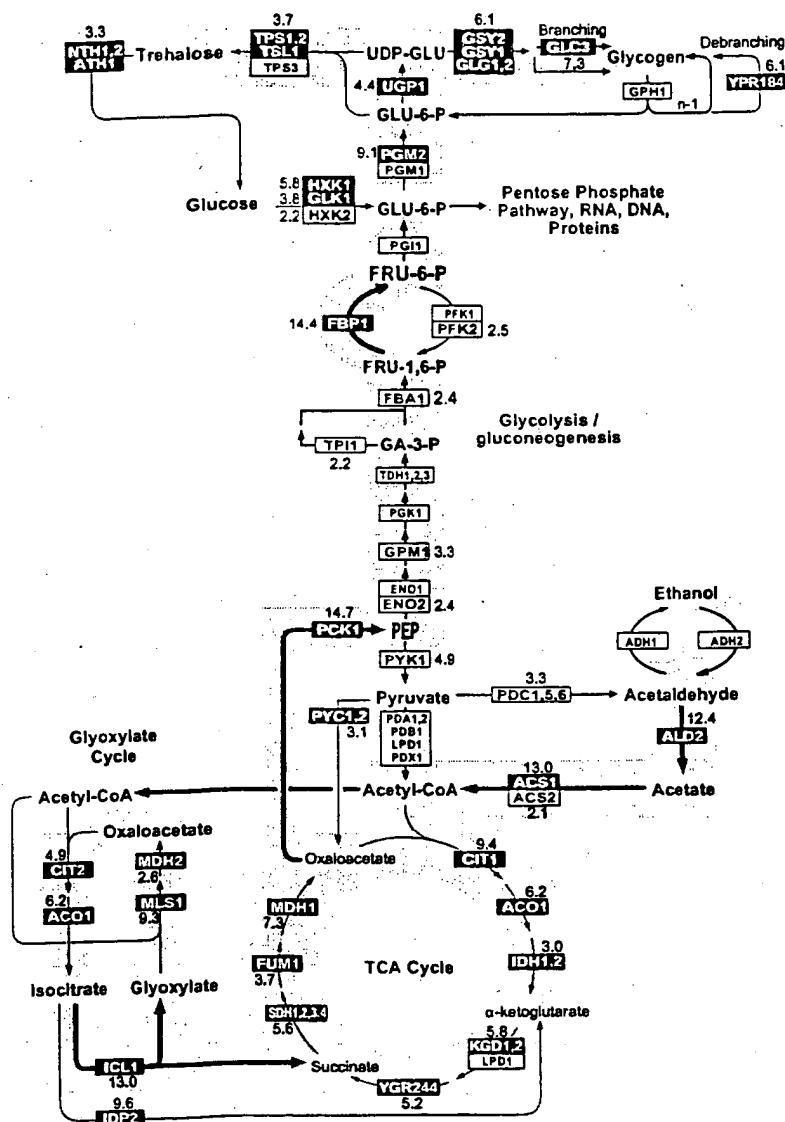 3.3
NTH1,2
ATH1
Trehalose
3.7
TPS1,2
TSL1
TPS3
UDP-GLU
6.1
GSY2
GSY1
GLG1,2
Branching
GLC3
7.3
Glycogen
Debranching
6.1
YPR184
GPH1
n-1
4.4 UGP1
GLU-6-P
9.1 PGM2
PGM1
Glucose
5.8 HXK1
3.8 GLK1
2.2 HXK2
GLU-6-P
Pentose Phosphate
Pathway, RNA, DNA,
Proteins
PGI1
FRU-6-P
14.4 FBP1
PFK1
PFK2 2.5
FRU-1,6-P
FBA1 2.4
Glycolysis /
gluconeogenesis
TPI1
2.2
GA-3-P
TDH1,2,3
PGK1
GPM1 3.3
ENO1
ENO2 2.4
14.7
PCK1
PEP
PYK1 4.9
Ethanol
ADH1
ADH2
Pyruvate
3.3
PDC1,5,6
Acetaldehyde
PYC1,2
3.1
PDA1,2
PDB1
LPD1
PDX1
12.4
ALD2
Glyoxylate
Cycle
Acetyl-CoA
Acetyl-CoA
13.0
ACS1
ACS2
2.1
Acetate
Oxaloacetate
4.9
CIT2
MDH2
2.6
6.2
ACO1
MLS1
9.3
Isocitrate
Glyoxylate
ICL1
13.0
9.6
IDP2
Oxaloacetate
9.4
CIT1
6.2
ACO1
3.0
IDH1,2
α-ketoglutarate
5.8
KGD1,2
LPD1
YGR244
5.2
Succinate
SDH1,2,3,4
5.6
FUM1
3.7
MDH1
7.3
TCA Cycle